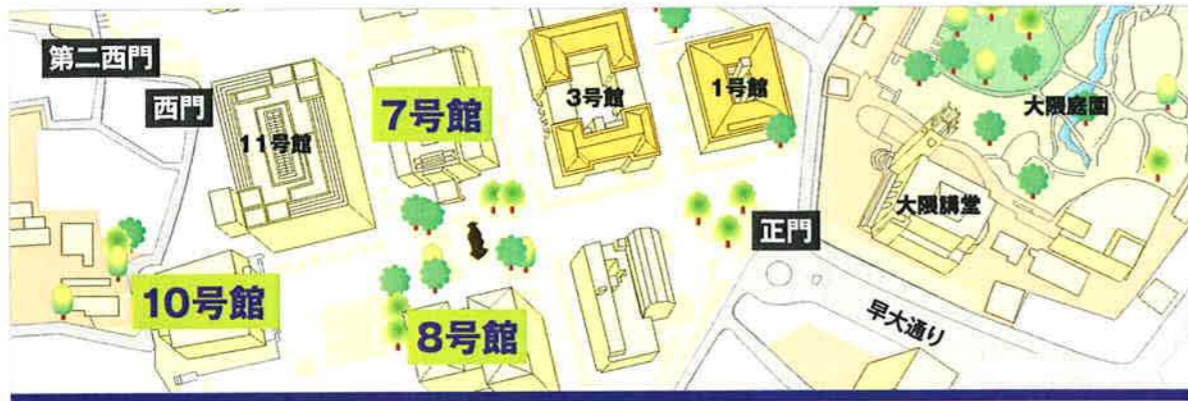 第二西門
西門
11号館
7号館
3号館
1号館
大隈庭園
大隈講堂
正門
10号館
8号館
早大通り